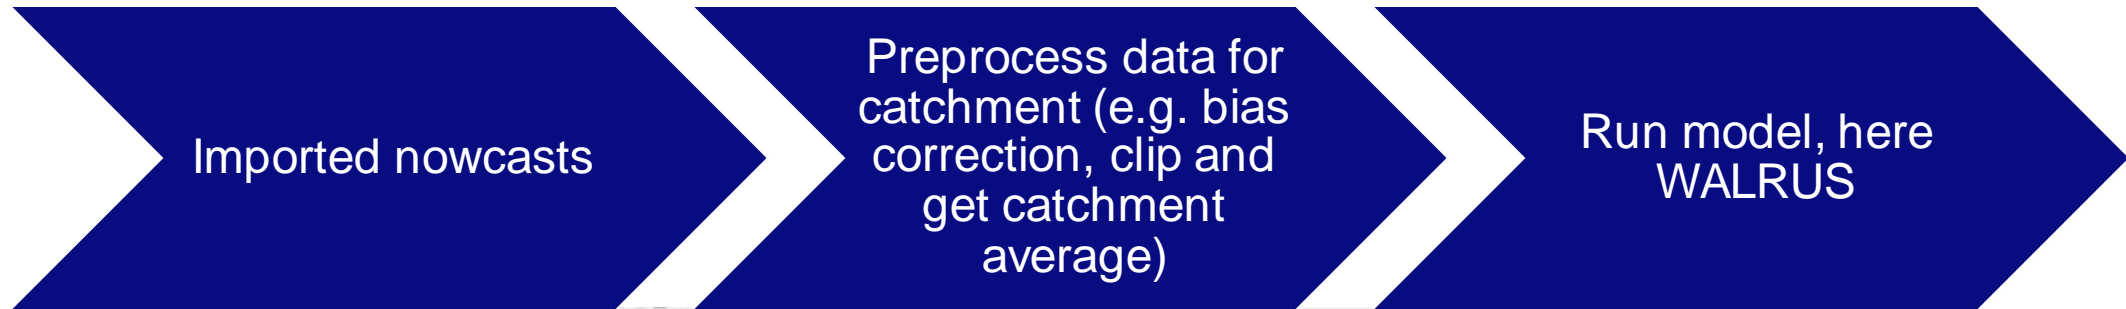 Imported nowcasts
Preprocess data for
catchment (e.g. bias
correction, clip and
get catchment
average)
Run model, here
WALRUS